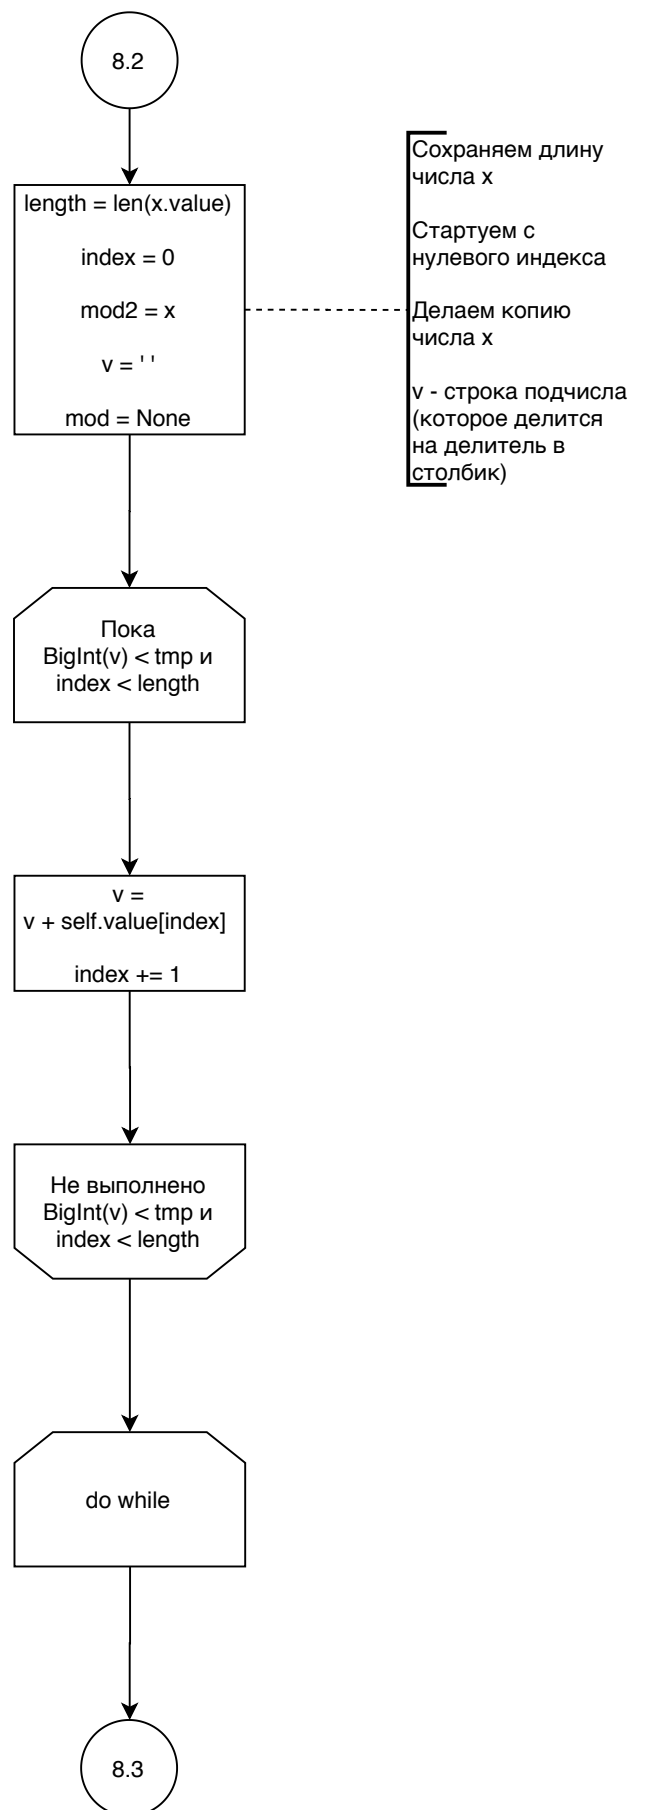 8.2
length = len(x.value)
index = 0
mod2 = x
v = ' '
mod = None
Сохраняем длину
числа x
Стартуем с
нулевого индекса
Делаем копию
числа x
v - строка подчисла
(которое делится
на делитель в
столбик)
Пока
BigInt(v) < tmp и
index < length
v =
v + self.value[index]
index += 1
Не выполнено
BigInt(v) < tmp и
index < length
do while
8.3